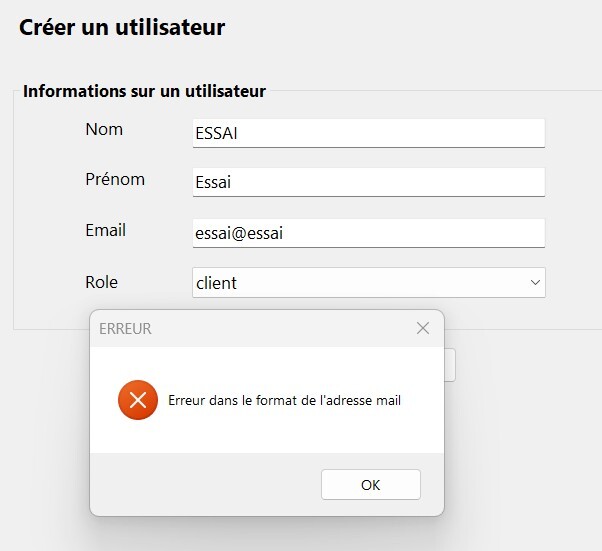 Créer un utilisateur
Informations sur un utilisateur
Nom ESSAI
Prénom Essai
Email essai@essai
Role client
ERREUR
Erreur dans le format de l'adresse mail
OK